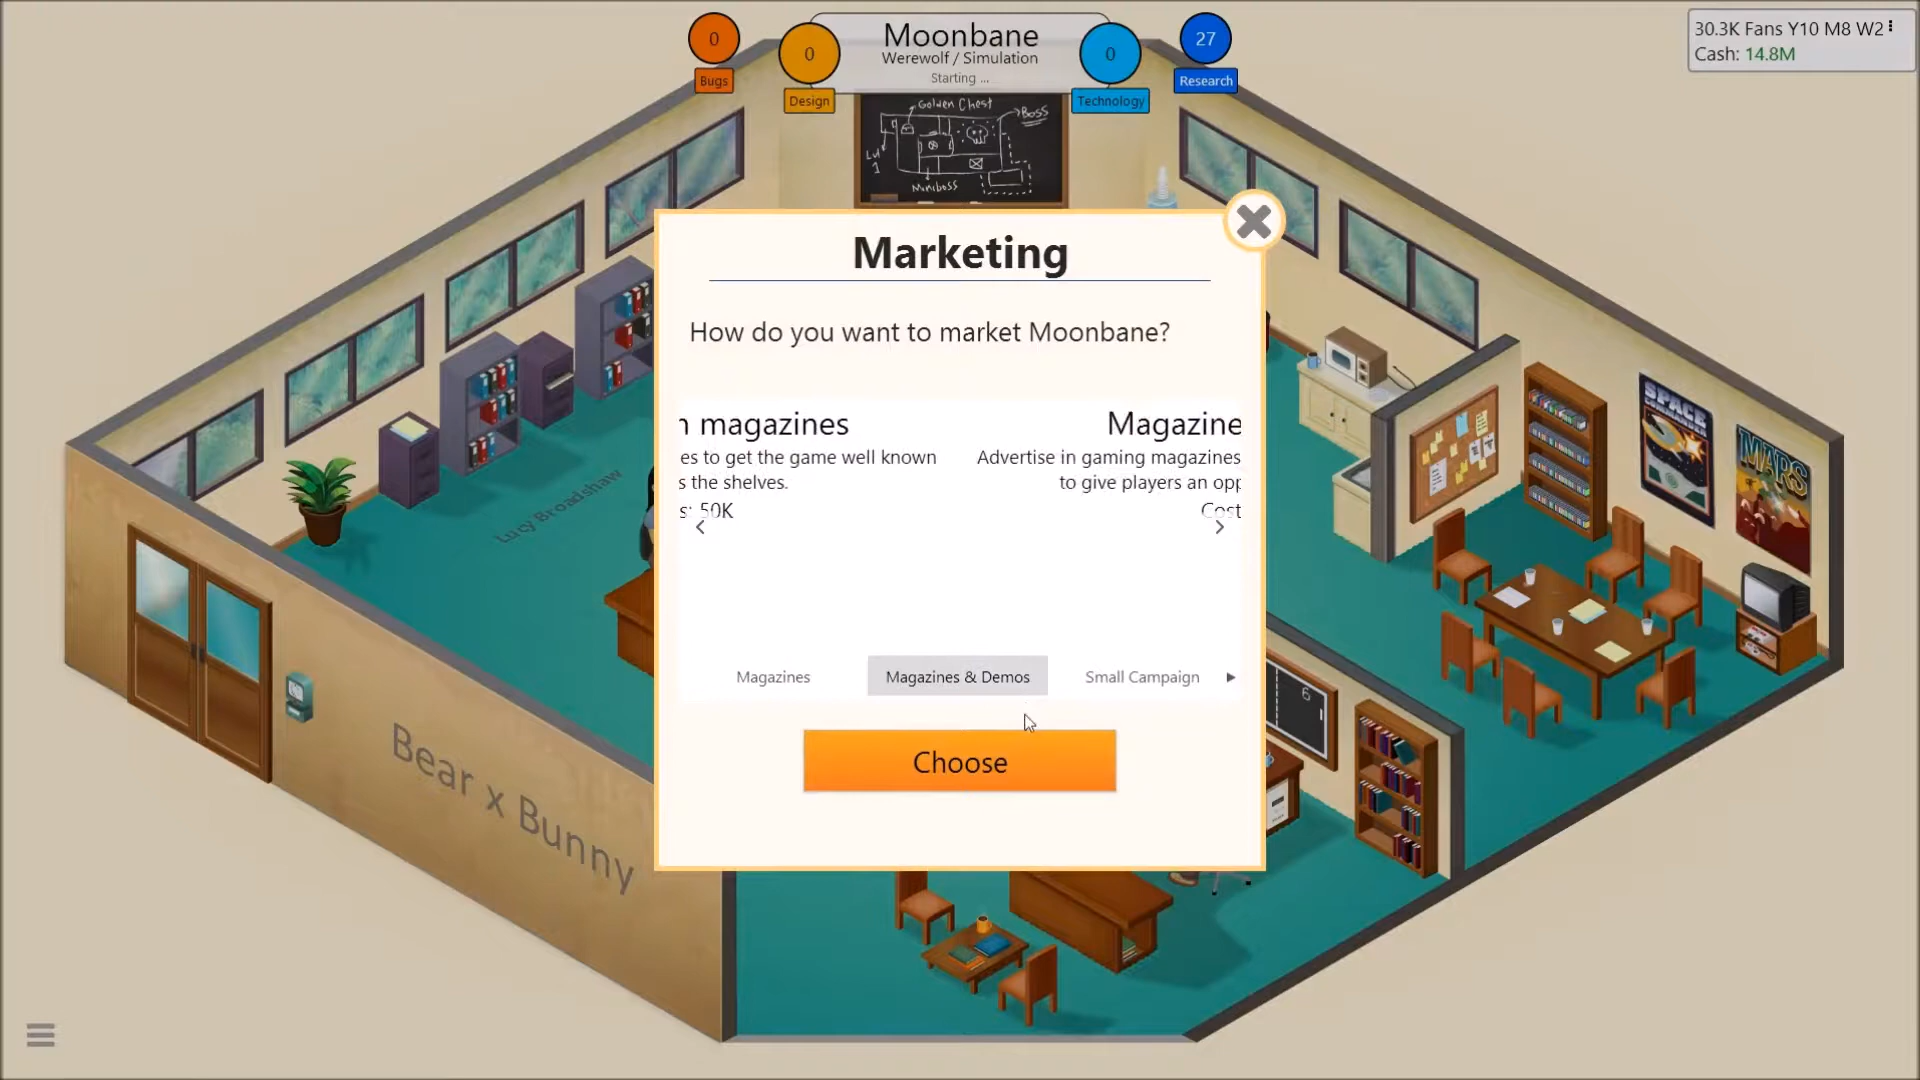 0
Bugs
0
Design
Moonbane
Werewolf / Simulation
Starting ...
0
Technology
27
Research
30.3K Fans Y10 M8 W2
Cash: 14.8M
Golden Chest
Boss
Lvl
1
Miniboss
Marketing
How do you want to market Moonbane?
n magazines
es to get the game well known
s the shelves.
s: 50K
Magazine
Advertise in gaming magazines
to give players an opp
Cost
Magazines
Magazines & Demos
Small Campaign
Choose
Lucy Broadshaw
Bear x Bunny
SPACE
MARS
6